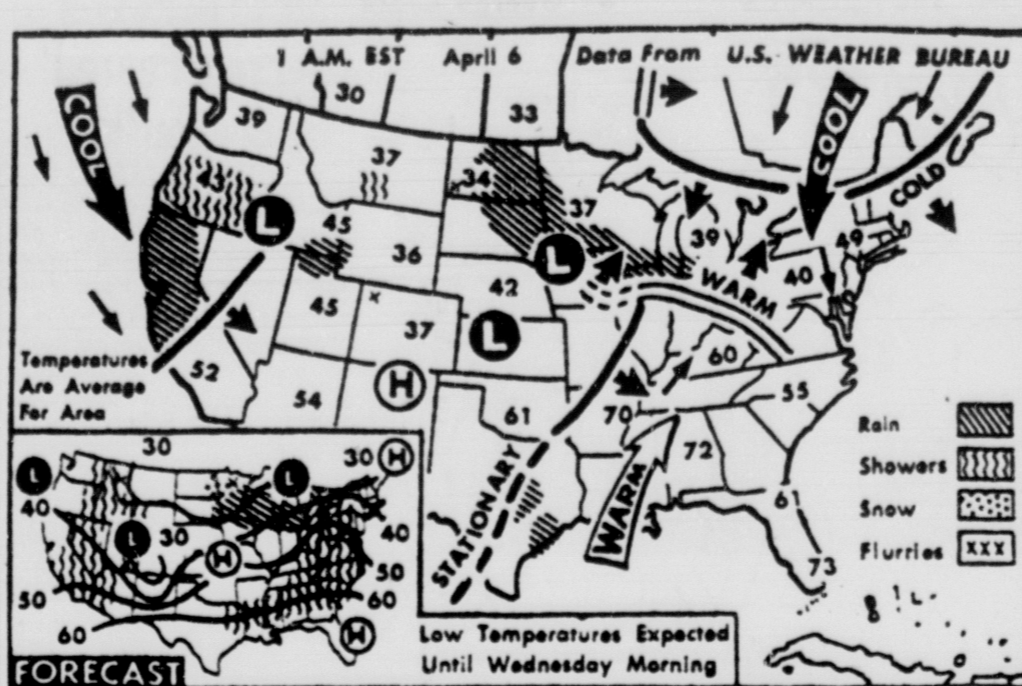 1 A.M. EST April 6 Data From U.S. WEATHER BUREAU
COOL
COOL
COLD
30
33
39
37
43
34
37
45
36
39
49
40
WARM
42
45
37
52
54
60
61
70
55
72
61
73
Temperatures
Are Average
For Area
L
L
L
H
STATIONARY
WARM
Rain
Showers
Snow
Flurries
xxx
30
30
H
L
L
40
L
30
H
40
50
50
60
60
H
FORECAST
Low Temperatures Expected
Until Wednesday Morning